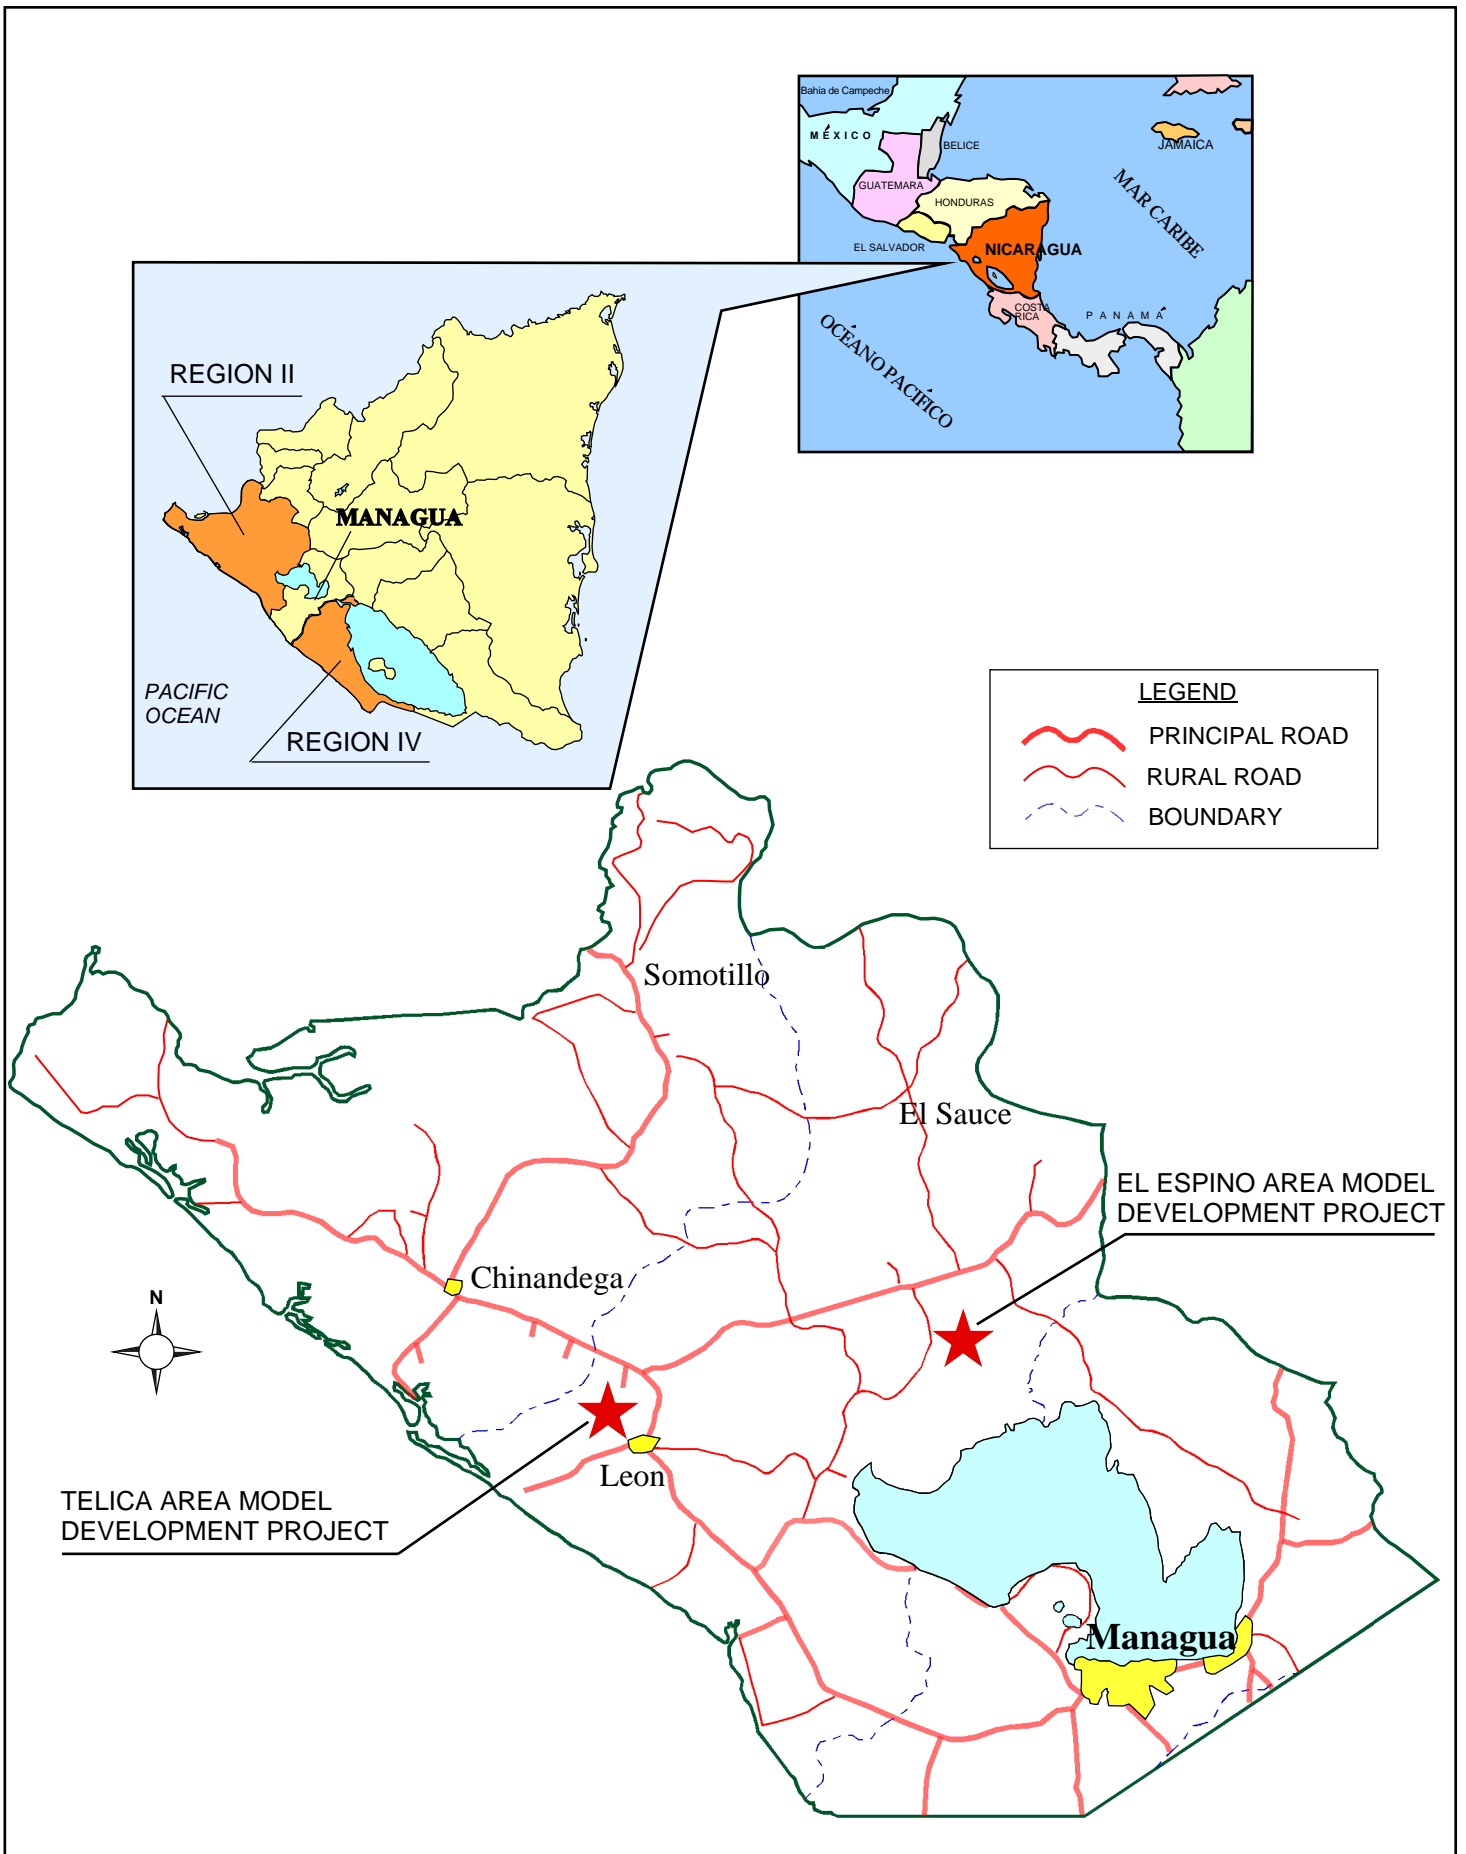 Bahia de Campeche
MÉXICO
BELICE
JAMAICA
GUATEMARA
HONDURAS
MAR CARIBE
EL SALVADOR
NICARAGUA
COSTA
RICA
PANAMÁ
OCÉANO PACÍFICO
REGION II
MANAGUA
PACIFIC
OCEAN
REGION IV
LEGEND
PRINCIPAL ROAD
RURAL ROAD
BOUNDARY
Somotillo
El Sauce
EL ESPINO AREA MODEL
DEVELOPMENT PROJECT
Chinandega
N
Leon
TELICA AREA MODEL
DEVELOPMENT PROJECT
Managua